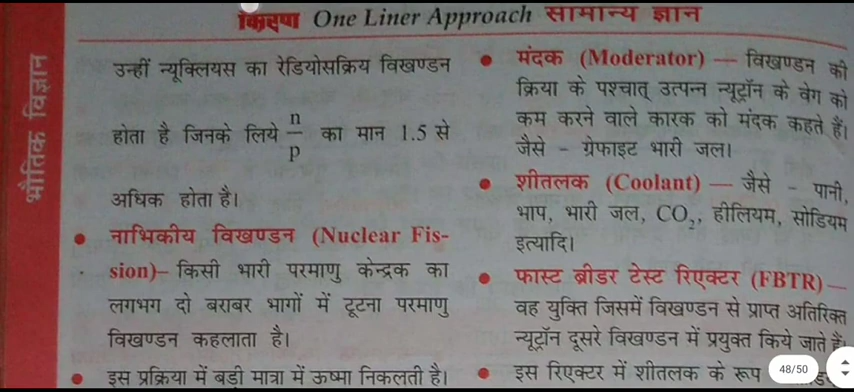 किरण One Liner Approach सामान्य ज्ञान
भौतिक विज्ञान
उन्हीं न्यूक्लियस का रेडियोसक्रिय विखण्डन
होता है जिनके लिये n/p का मान 1.5 से
अधिक होता है।
• नाभिकीय विखण्डन (Nuclear Fis-
sion)– किसी भारी परमाणु केन्द्रक का
लगभग दो बराबर भागों में टूटना परमाणु
विखण्डन कहलाता है।
• इस प्रक्रिया में बड़ी मात्रा में ऊष्मा निकलती है।
• मंदक (Moderator) — विखण्डन की
क्रिया के पश्चात् उत्पन्न न्यूट्रॉन के वेग को
कम करने वाले कारक को मंदक कहते हैं।
जैसे - ग्रेफाइट भारी जल।
• शीतलक (Coolant) — जैसे - पानी,
भाप, भारी जल, CO₂, हीलियम, सोडियम
इत्यादि।
• फास्ट ब्रीडर टेस्ट रिएक्टर (FBTR) —
वह युक्ति जिसमें विखण्डन से प्राप्त अतिरिक्त
न्यूट्रॉन दूसरे विखण्डन में प्रयुक्त किये जाते हैं।
• इस रिएक्टर में शीतलक के रूप
48/50